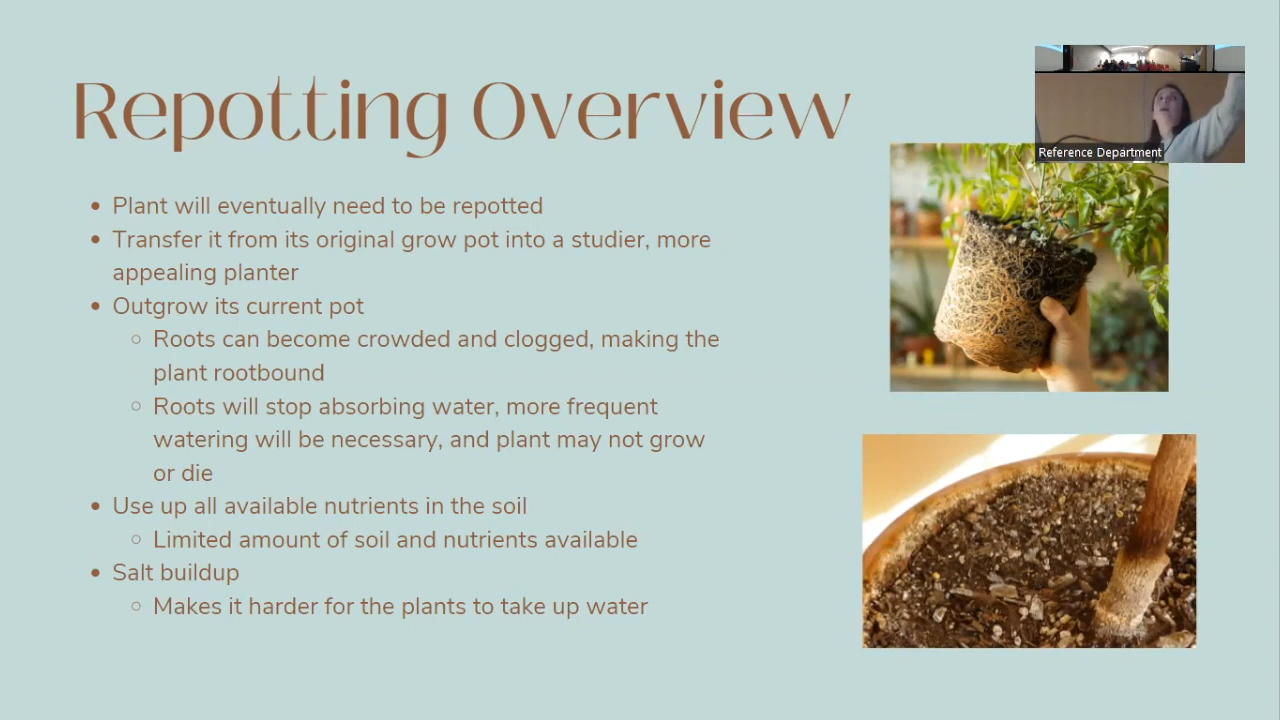 Repotting Overview
Reference Department
Plant will eventually need to be repotted
Transfer it from its original grow pot into a studier, more
appealing planter
Outgrow its current pot
Roots can become crowded and clogged, making the
plant rootbound
Roots will stop absorbing water, more frequent
watering will be necessary, and plant may not grow
or die
Use up all available nutrients in the soil
Limited amount of soil and nutrients available
Salt buildup
Makes it harder for the plants to take up water